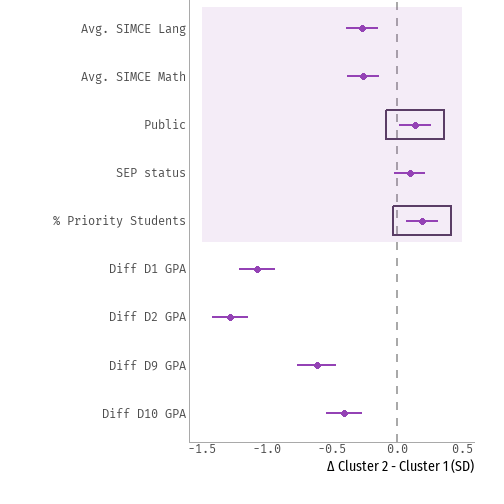 Avg. SIMCE Lang
Avg. SIMCE Math
Public
SEP status
% Priority Students
Diff D1 GPA
Diff D2 GPA
Diff D9 GPA
Diff D10 GPA
-1.5 -1.0 -0.5 0.0 0.5
Δ Cluster 2 - Cluster 1 (SD)